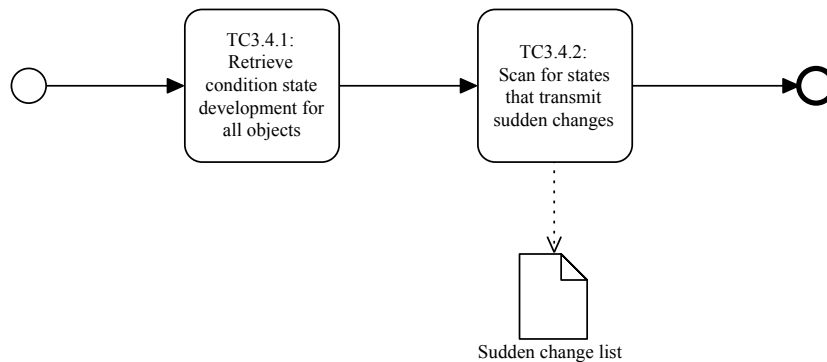 TC3.4.1:
Retrieve
condition state
development for
all objects
TC3.4.2:
Scan for states
that transmit
sudden changes
Sudden change list